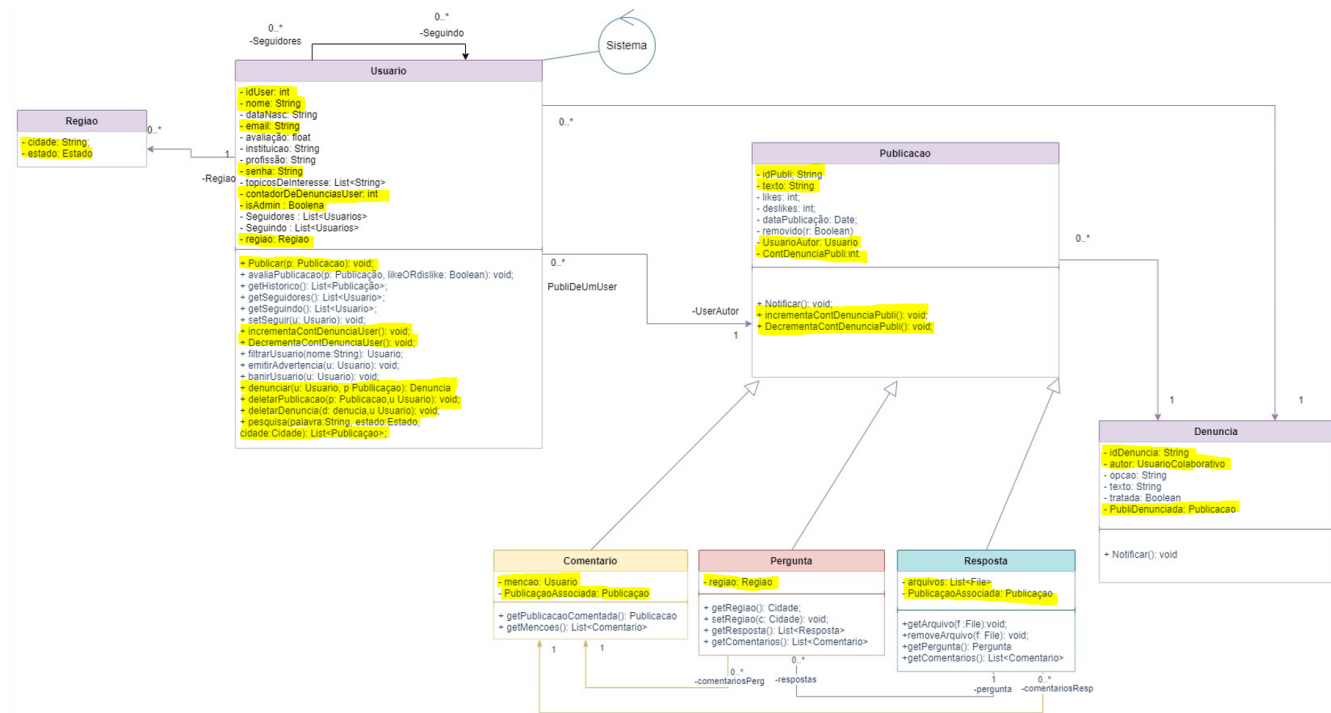 0..*
-Seguidores
0..*
-Seguindo
Sistema
Usuario
- idUser: int
- nome: String
- dataNasc: String
- email: String
- avaliação: float
- instituicao: String
- profissão: String
- senha: String
- topicosDeInteresse: List<String>
- contadorDeDenunciasUser: int
- isAdmin : Boolena
- Seguidores : List<Usuarios>
- Seguindo : List<Usuarios>
- regiao: Regiao
+ Publicar(p: Publicacao): void;
+ avaliaPublicacao(p: Publicação, likeORdislike: Boolean): void;
+ getHistorico(): List<Publicação>;
+ getSeguidores(): List<Usuario>;
+ getSeguindo(): List<Usuario>;
+ setSeguir(u: Usuario): void;
+ incrementaContDenunciaUser(): void;
+ DecrementaContDenunciaUser(): void;
+ filtrarUsuario(nome:String): Usuario;
+ emitirAdvertencia(u: Usuario): void;
+ banirUsuario(u: Usuario): void;
+ denunciar(u: Usuario, p Publlicaçao): Denuncia
+ deletarPublicacao(p: Publicacao,u Usuario): void;
+ deletarDenuncia(d: denucia,u Usuario): void;
+ pesquisa(palavra:String, estado:Estado,
cidade:Cidade): List<Publicaçao>;
Regiao
- cidade: String;
- estado: Estado
0..*
1
-Regiao
0..*
PubliDeUmUser
-UserAutor
1
0..*
Publicacao
- idPubli: String
- texto: String
- likes: int;
- deslikes: int;
- dataPublicação: Date;
- removido(r: Boolean)
- UsuarioAutor: Usuario
- ContDenunciaPubli:int.
+ Notificar(): void;
+ incrementaContDenunciaPubli(): void;
+ DecrementaContDenunciaPubli(): void;
0..*
1
1
Denuncia
- idDenuncia: String
- autor: UsuarioColaborativo
- opcao: String
- texto: String
- tratada: Boolean
- PubliDenunciada: Publicacao
+ Notificar(): void
Comentario
- mencao: Usuario
- PublicaçaoAssociada: Publicaçao
+ getPublicacaoComentada(): Publicacao
+ getMencoes(): List<Comentario>
Pergunta
- regiao: Regiao
+ getRegiao(): Cidade;
+ setRegiao(c: Cidade): void;
+ getResposta(): List<Resposta>
+ getComentarios(): List<Comentario>
Resposta
- arquivos: List<File>
- PublicaçaoAssociada: Publicaçao
+getArquivo(f :File):void;
+removeArquivo(f: File): void;
+getPergunta(): Pergunta
+getComentarios(): List<Comentario>
1
1
0..*
-comentariosPerg
0..*
-respostas
1
-pergunta
0..*
-comentariosResp